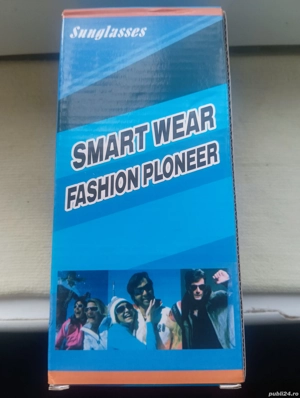 Sunglasses
SMART WEAR
FASHION PLONEER
publi24.ro